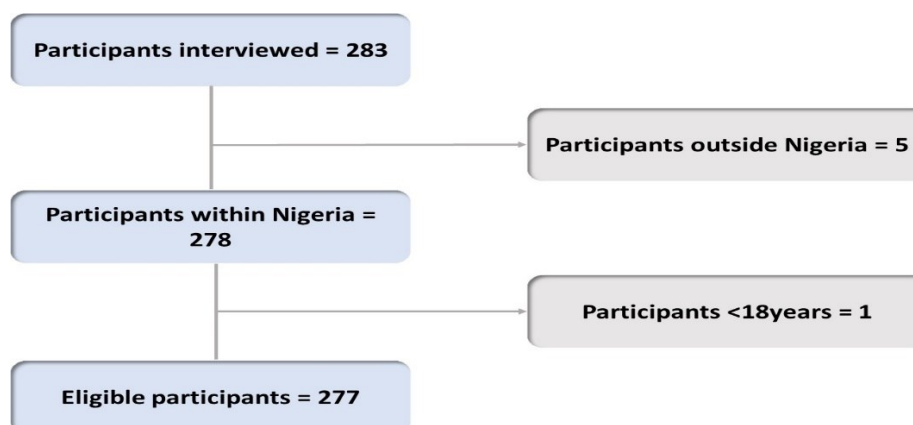 Participants interviewed = 283
Participants outside Nigeria = 5
Participants within Nigeria =
278
Participants <18years = 1
Eligible participants = 277